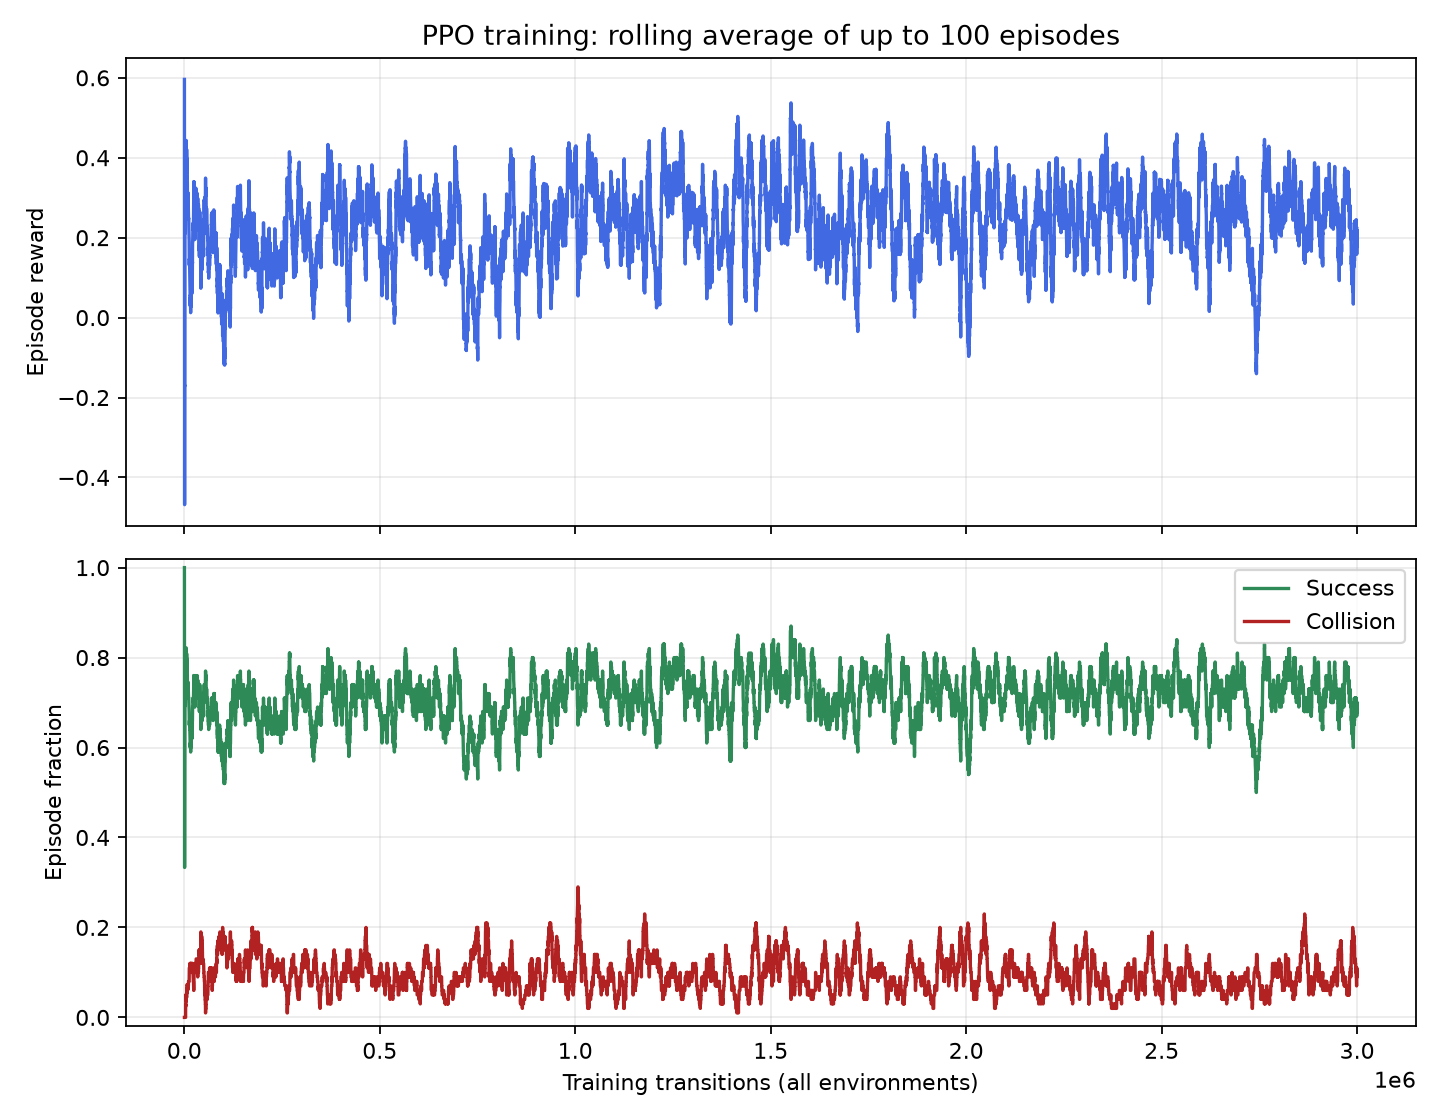 PPO training: rolling average of up to 100 episodes
0.6
0.4
0.2
0.0
−0.2
−0.4
Episode reward
1.0
0.8
0.6
0.4
0.2
0.0
Episode fraction
Success
Collision
0.0 0.5 1.0 1.5 2.0 2.5 3.0
1e6
Training transitions (all environments)